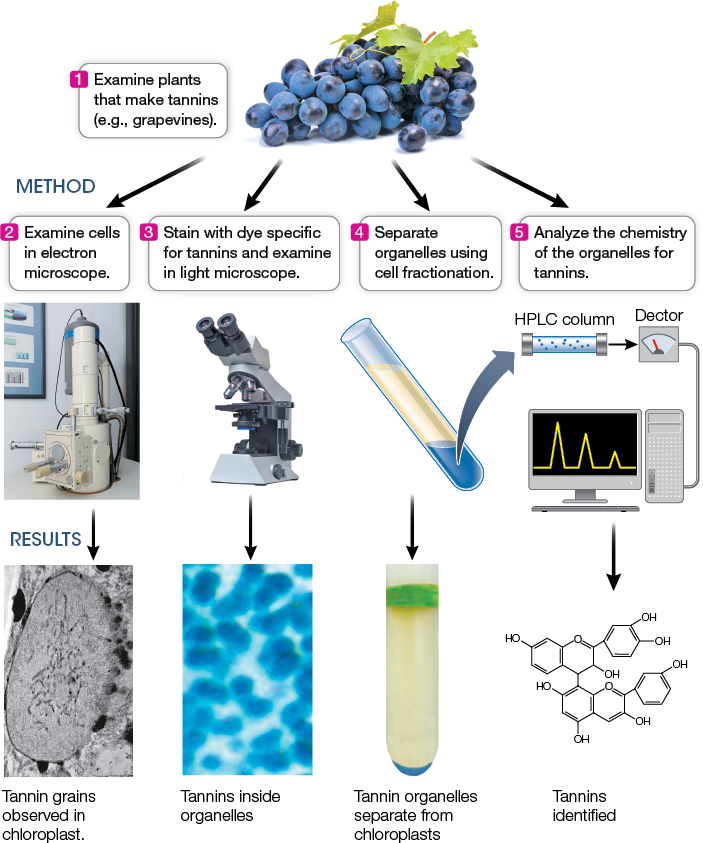 1 Examine plants
that make tannins
(e.g., grapevines).
METHOD
2 Examine cells
in electron
microscope.
3 Stain with dye specific
for tannins and examine
in light microscope.
4 Separate
organelles using
cell fractionation.
5 Analyze the chemistry
of the organelles for
tannins.
HPLC column
Dector
RESULTS
OH
HO
O
OH
OH
OH
HO
O
OH
OH
Tannin grains
observed in
chloroplast.
Tannins inside
organelles
Tannin organelles
separate from
chloroplasts
Tannins
identified